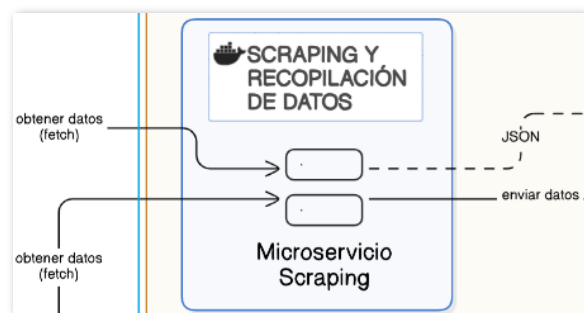 SCRAPING Y
RECOPILACIÓN
DE DATOS
obtener datos
(fetch)
JSON
enviar datos
obtener datos
(fetch)
Microservicio
Scraping